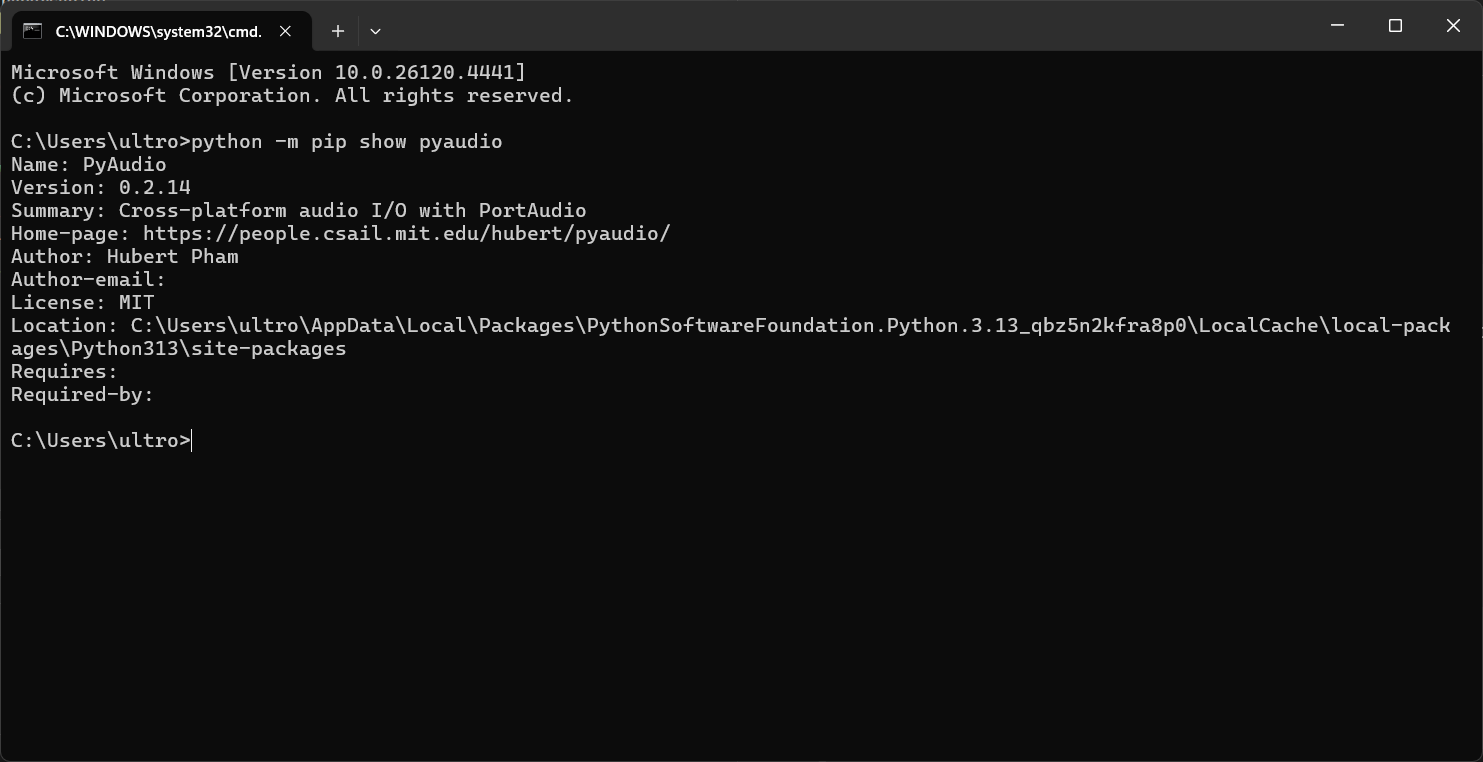 C:\WINDOWS\system32\cmd.
Microsoft Windows [Version 10.0.26120.4441]
(c) Microsoft Corporation. All rights reserved.
C:\Users\ultro>python -m pip show pyaudio
Name: PyAudio
Version: 0.2.14
Summary: Cross-platform audio I/O with PortAudio
Home-page: https://people.csail.mit.edu/hubert/pyaudio/
Author: Hubert Pham
Author-email:
License: MIT
Location: C:\Users\ultro\AppData\Local\Packages\PythonSoftwareFoundation.Python.3.13_qbz5n2kfra8p0\LocalCache\local-pack
ages\Python313\site-packages
Requires:
Required-by:
C:\Users\ultro>